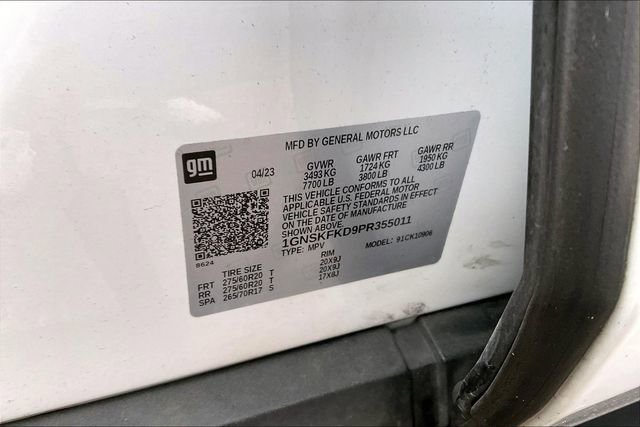 gm
MFD BY GENERAL MOTORS LLC
04/23
GVWR GAWR FRT GAWR RR
3493 KG 1724 KG 1950 KG
7700 LB 3800 LB 4300 LB
THIS VEHICLE CONFORMS TO ALL
APPLICABLE U.S. FEDERAL MOTOR
VEHICLE SAFETY STANDARDS IN EFFECT
ON THE DATE OF MANUFACTURE
SHOWN ABOVE.
1GNSKFKD9PR355011
TYPE: MPV MODEL: 91CK10906
8624
TIRE SIZE RIM
FRT 275/60R20 T 20X9J
RR 275/60R20 T 20X9J
SPA 265/70R17 S 17X8J